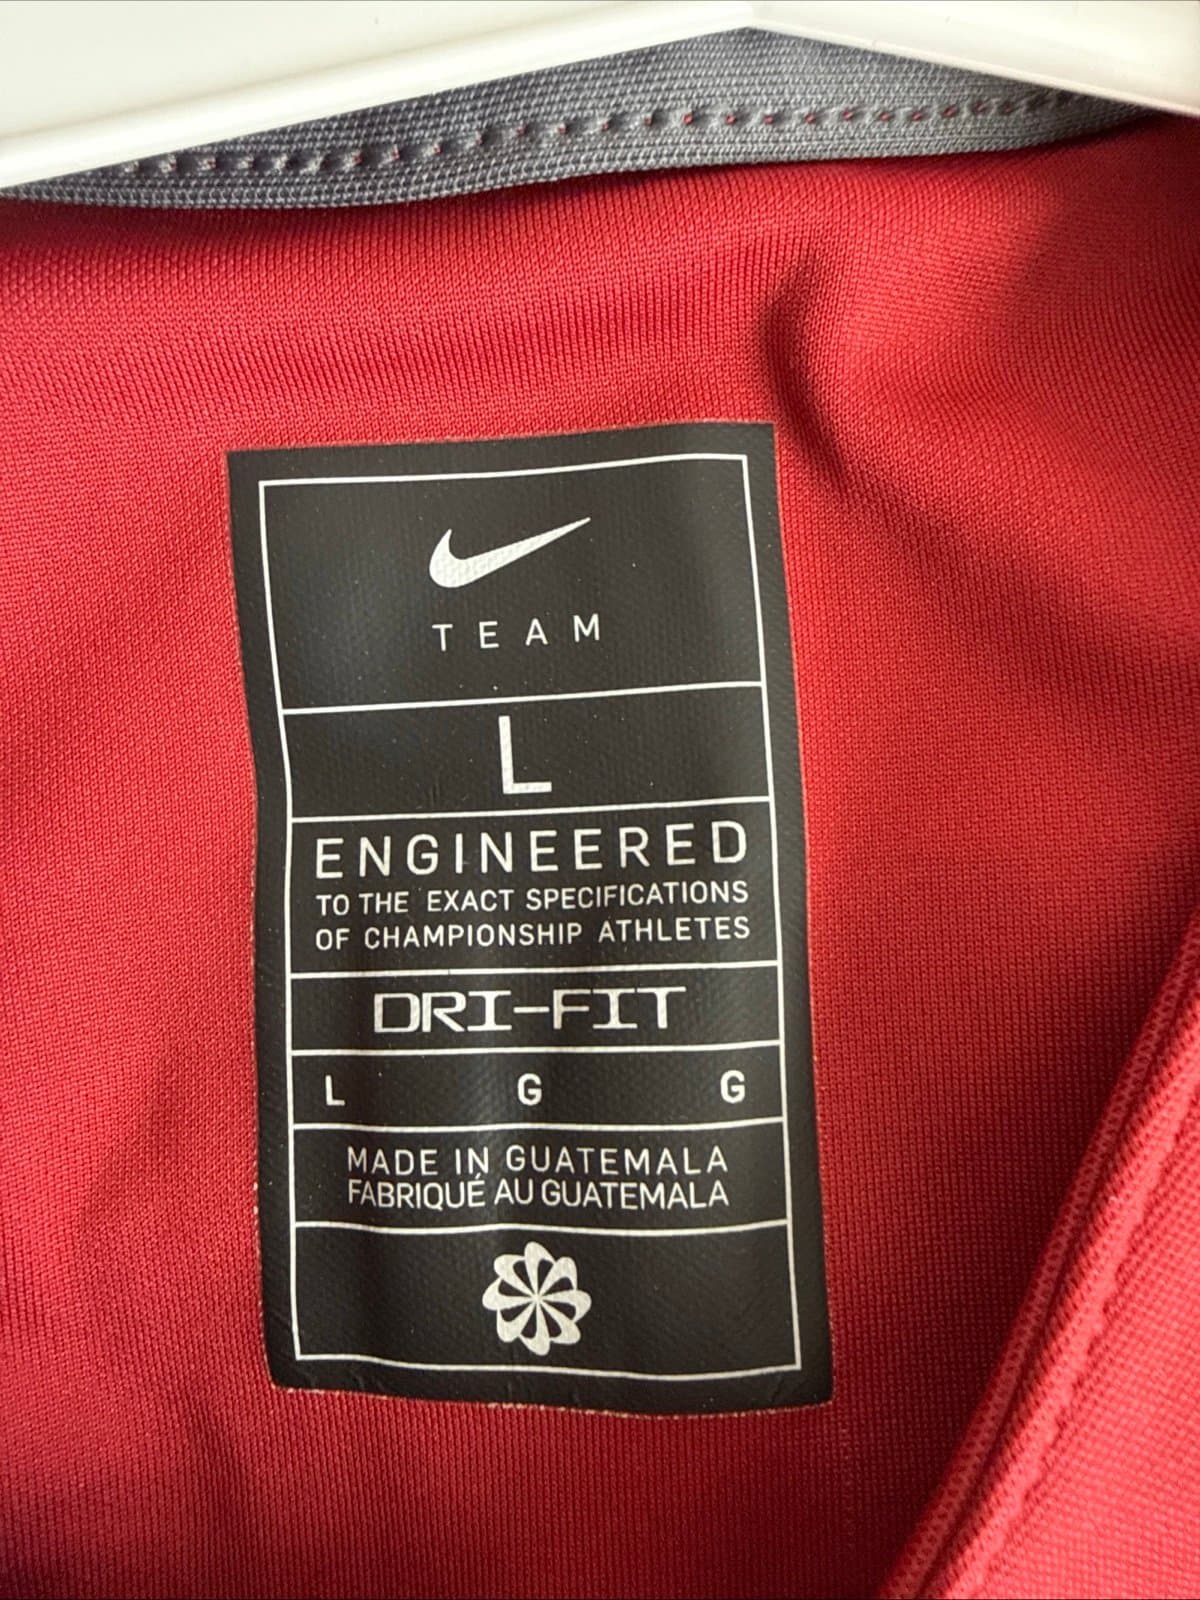 TEAM
L
ENGINEERED
TO THE EXACT SPECIFICATIONS
OF CHAMPIONSHIP ATHLETES
DRI-FIT
L G G
MADE IN GUATEMALA
FABRIQUÉ AU GUATEMALA